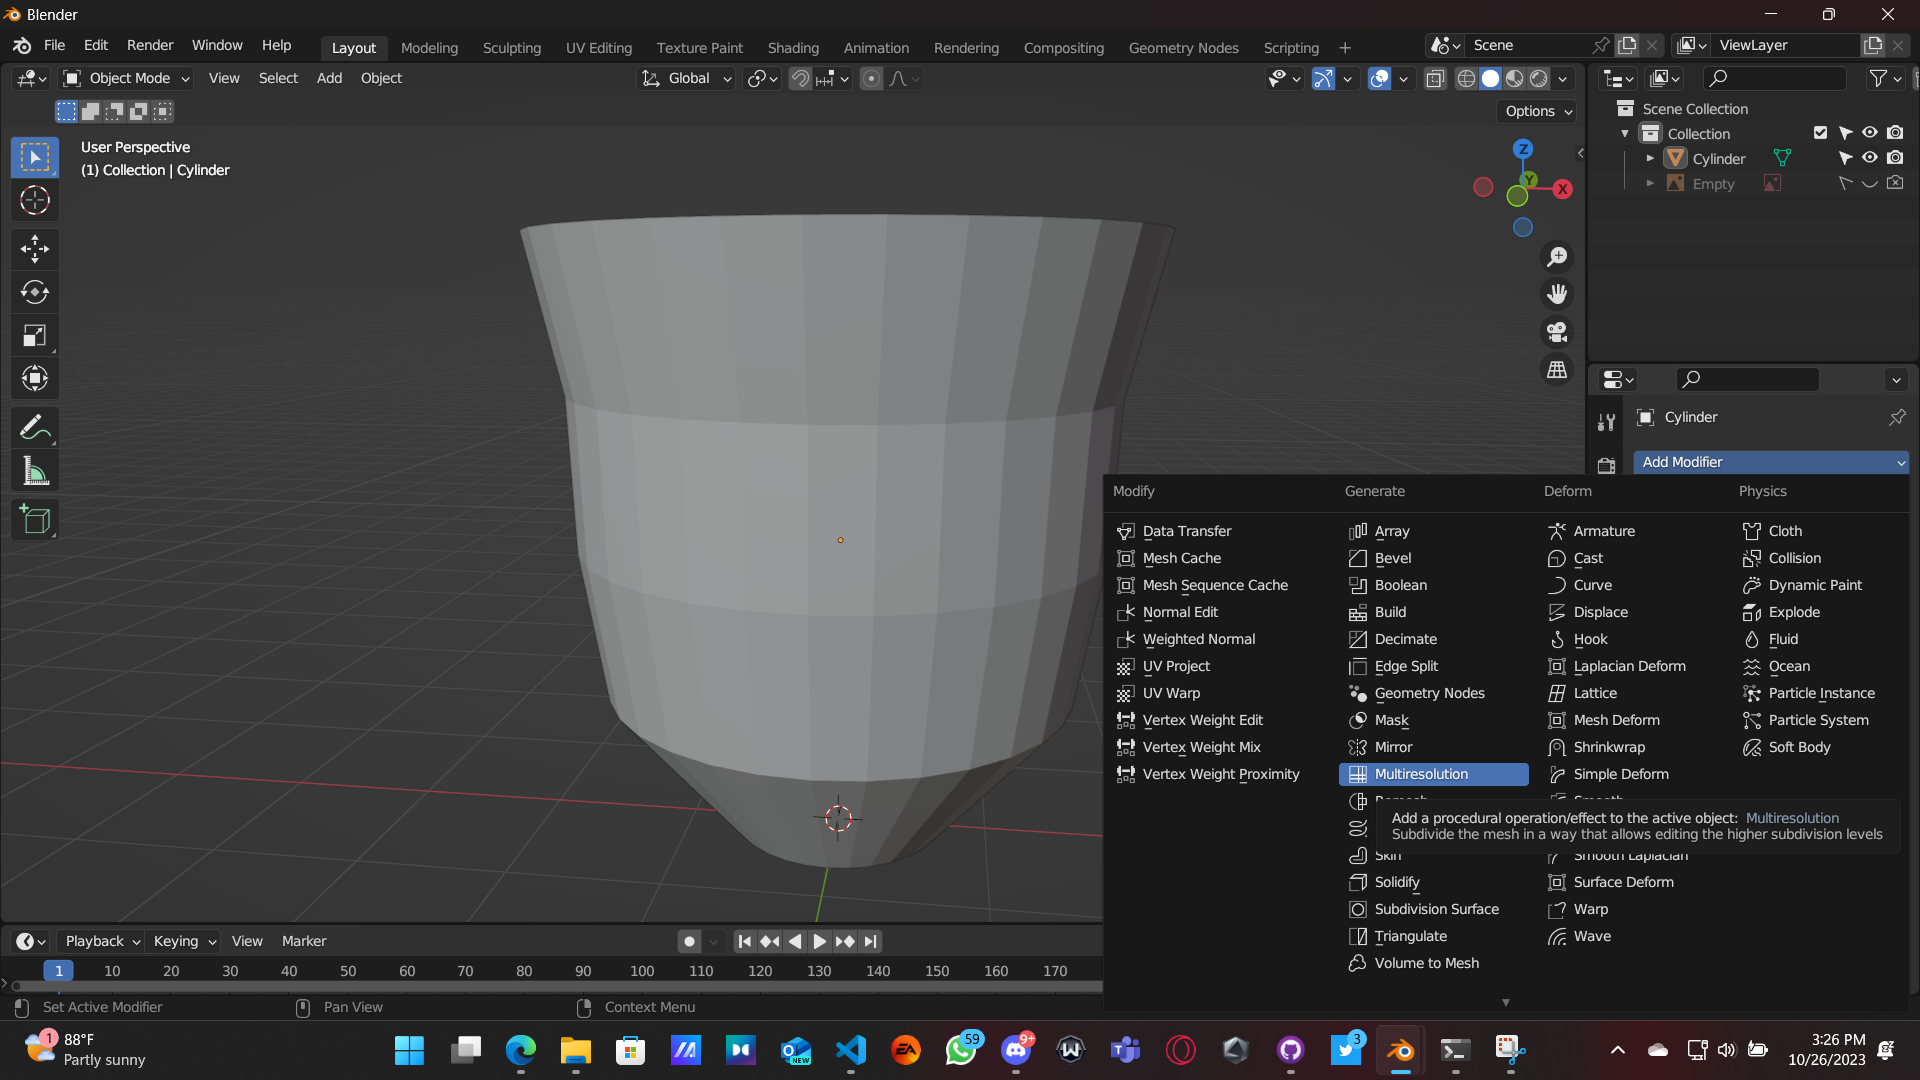 Blender
File Edit Render Window Help Layout Modeling Sculpting UV Editing Texture Paint Shading Animation Rendering Compositing Geometry Nodes Scripting + Scene ViewLayer
Object Mode View Select Add Object Global
Options
User Perspective
(1) Collection | Cylinder
Z
Y
X
Scene Collection
Collection
Cylinder
Empty
Cylinder
Add Modifier
Modify Generate Deform Physics
Data Transfer Array Armature Cloth
Mesh Cache Bevel Cast Collision
Mesh Sequence Cache Boolean Curve Dynamic Paint
Normal Edit Build Displace Explode
Weighted Normal Decimate Hook Fluid
UV Project Edge Split Laplacian Deform Ocean
UV Warp Geometry Nodes Lattice Particle Instance
Vertex Weight Edit Mask Mesh Deform Particle System
Vertex Weight Mix Mirror Shrinkwrap Soft Body
Vertex Weight Proximity Multiresolution Simple Deform
Remesh Smooth
Add a procedural operation/effect to the active object: Multiresolution
Subdivide the mesh in a way that allows editing the higher subdivision levels
Skin Smooth Laplacian
Solidify Surface Deform
Subdivision Surface Warp
Triangulate Wave
Volume to Mesh
Playback Keying View Marker
1 10 20 30 40 50 60 70 80 90 100 110 120 130 140 150 160 170
Set Active Modifier Pan View Context Menu
1 88°F
Partly sunny
NEW
EA
59
9+
3
3:26 PM
10/26/2023